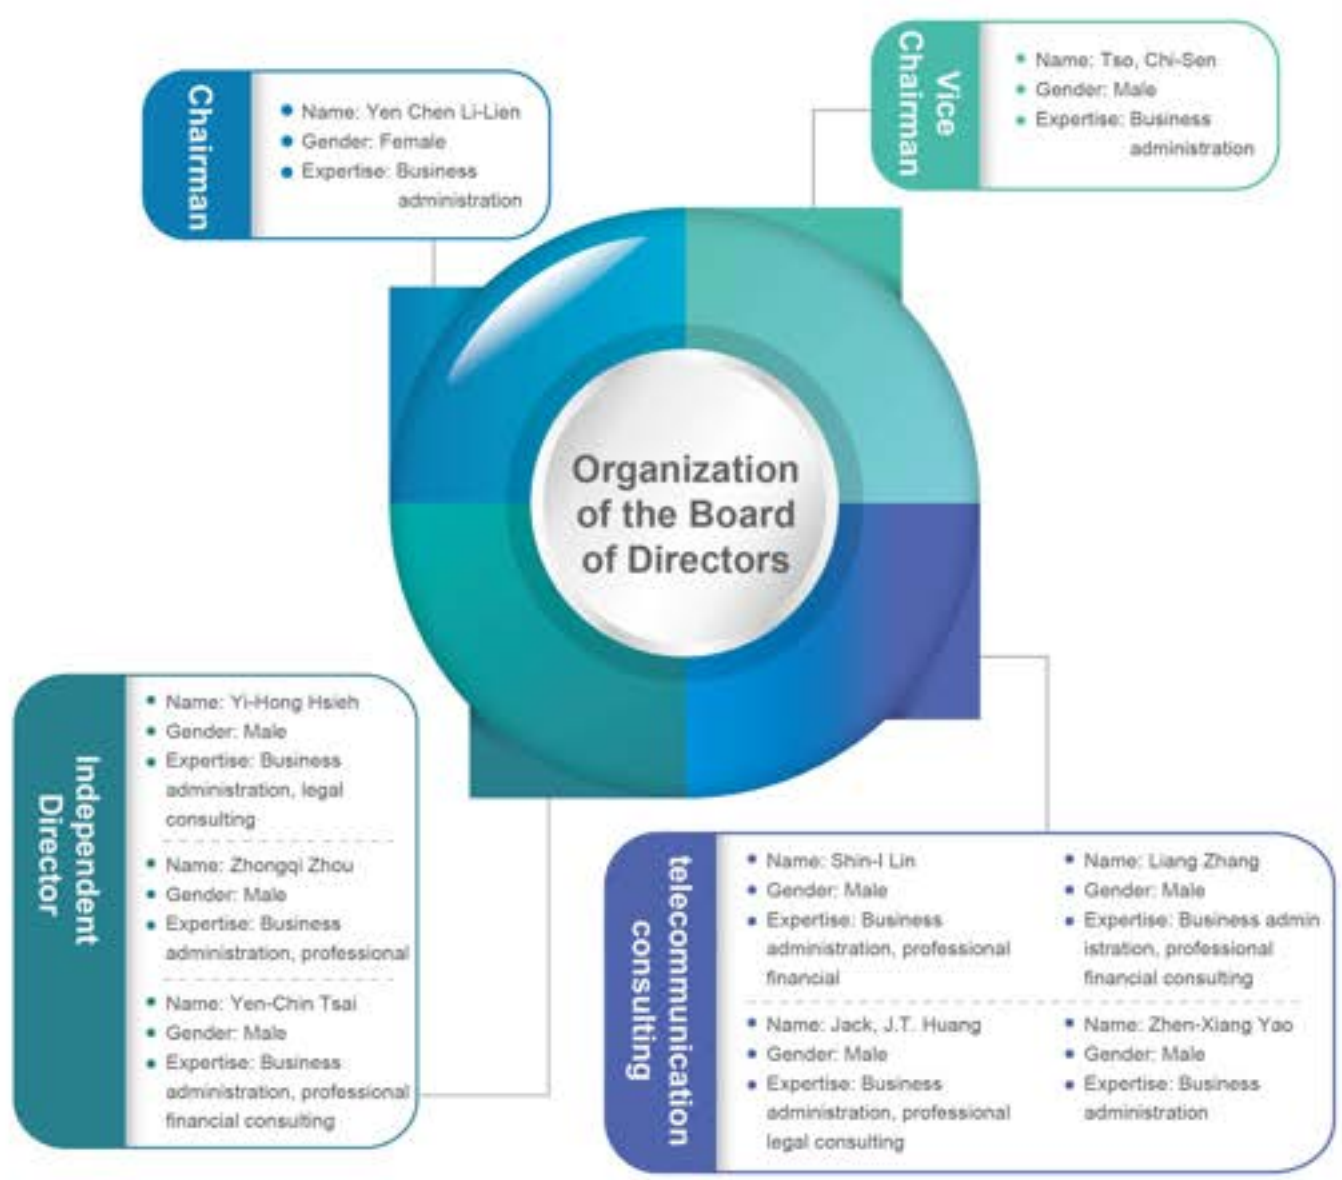 Chairman
Name: Yen Chen Li-Lien
Gender: Female
Expertise: Business
administration
Vice
Chairman
Name: Tso, Chi-Sen
Gender: Male
Expertise: Business
administration
Organization
of the Board
of Directors
Independent
Director
Name: Yi-Hong Hsieh
Gender: Male
Expertise: Business
administration, legal
consulting
Name: Zhongqi Zhou
Gender: Male
Expertise: Business
administration, professional
Name: Yen-Chin Tsai
Gender: Male
Expertise: Business
administration, professional
financial consulting
telecommunication
consulting
Name: Shin-I Lin
Gender: Male
Expertise: Business
administration, professional
financial
Name: Liang Zhang
Gender: Male
Expertise: Business admin
istration, professional
financial consulting
Name: Jack, J.T. Huang
Gender: Male
Expertise: Business
administration, professional
legal consulting
Name: Zhen-Xiang Yao
Gender: Male
Expertise: Business
administration